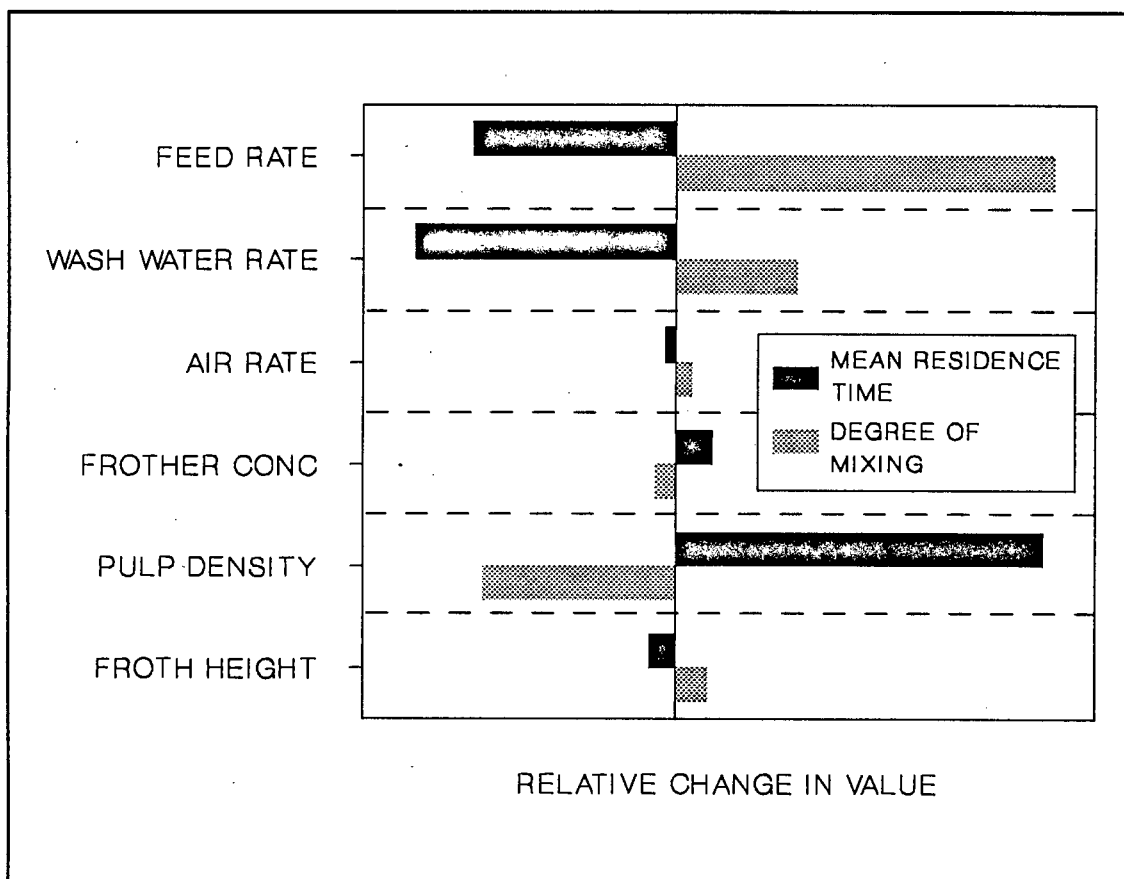 FEED RATE
WASH WATER RATE
AIR RATE
FROTHER CONC
PULP DENSITY
FROTH HEIGHT
MEAN RESIDENCE
TIME
DEGREE OF
MIXING
RELATIVE CHANGE IN VALUE